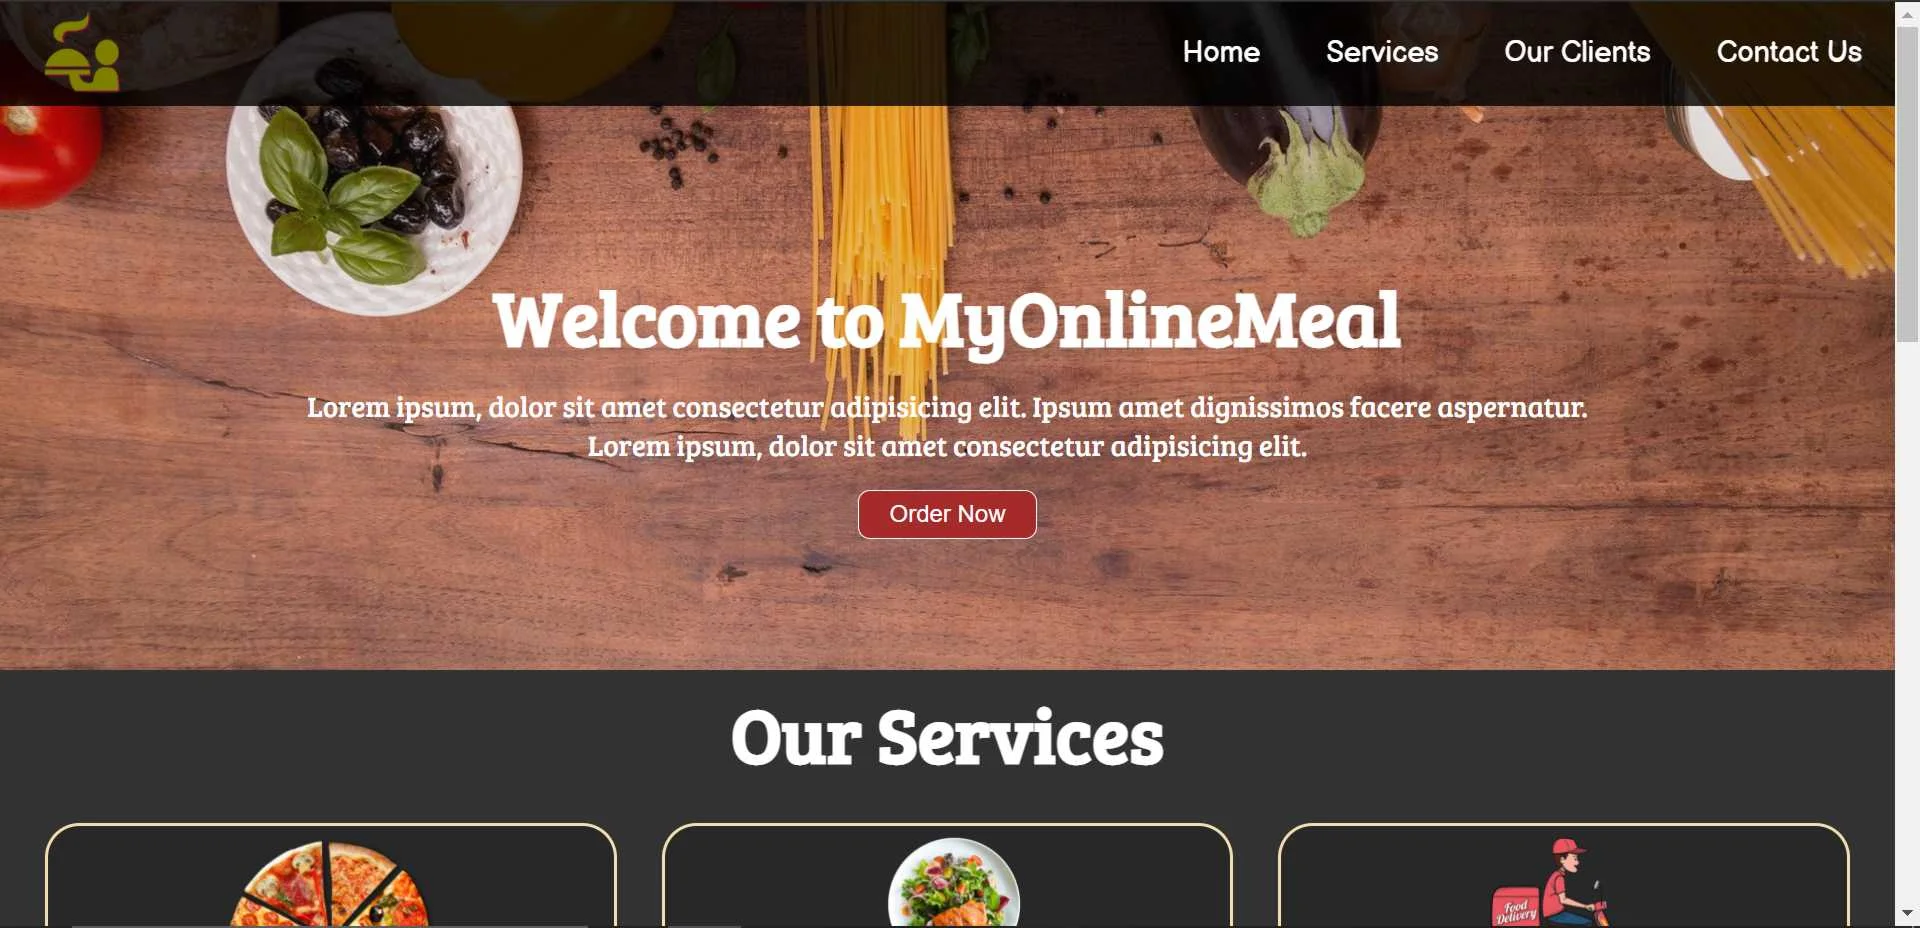 Home Services Our Clients Contact Us
Welcome to MyOnlineMeal
Lorem ipsum, dolor sit amet consectetur adipisicing elit. Ipsum amet dignissimos facere aspernatur.
Lorem ipsum, dolor sit amet consectetur adipisicing elit.
Order Now
Our Services
Food
Delivery